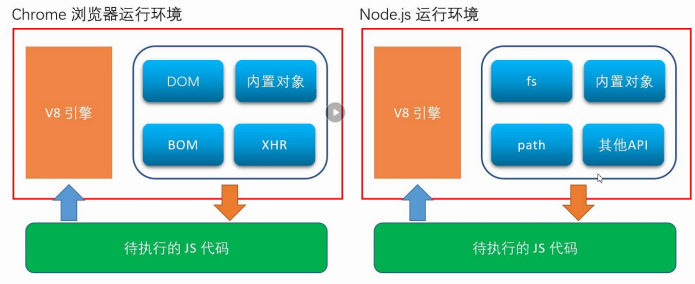 Chrome 浏览器运行环境
V8 引擎
DOM
内置对象
BOM
XHR
待执行的 JS 代码
Node.js 运行环境
V8 引擎
fs
内置对象
path
其他API
待执行的 JS 代码